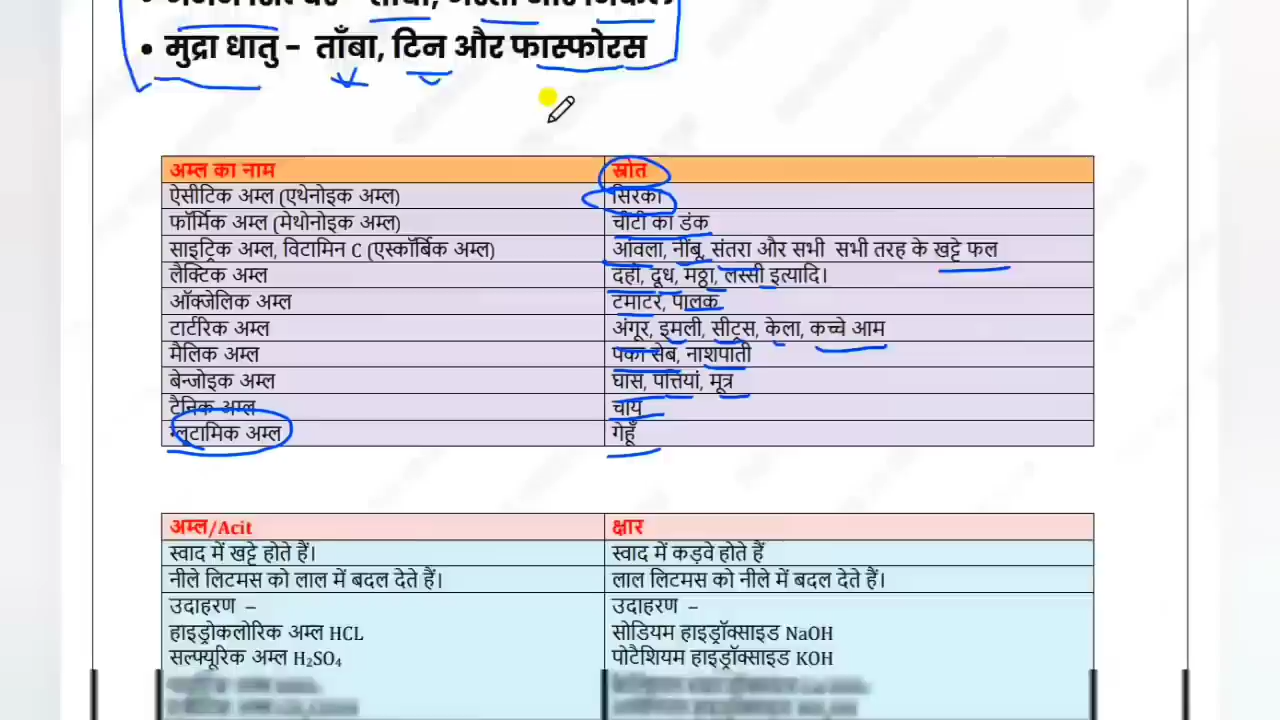 • मुद्रा धातु – ताँबा, टिन और फास्फोरस
अम्ल का नाम स्रोत
ऐसीटिक अम्ल (एथेनोइक अम्ल) सिरका
फॉर्मिक अम्ल (मेथोनोइक अम्ल) चींटी का डंक
साइट्रिक अम्ल, विटामिन C (एस्कॉर्बिक अम्ल) आंवला, नींबू, संतरा और सभी सभी तरह के खट्टे फल
लैक्टिक अम्ल दही, दूध, मठ्ठा, लस्सी इत्यादि।
ऑक्जेलिक अम्ल टमाटर, पालक
टार्टरिक अम्ल अंगूर, इमली, सीट्रस, केला, कच्चे आम
मैलिक अम्ल पका सेब, नाशपाती
बेन्जोइक अम्ल घास, पत्तियां, मूत्र
टैनिक अम्ल चाय
ग्लूटामिक अम्ल गेहूँ
अम्ल/Acit क्षार
स्वाद में खट्टे होते हैं। स्वाद में कड़वे होते हैं
नीले लिटमस को लाल में बदल देते हैं। लाल लिटमस को नीले में बदल देते हैं।
उदाहरण – उदाहरण –
हाइड्रोक्लोरिक अम्ल HCL सोडियम हाइड्रॉक्साइड NaOH
सल्फ्यूरिक अम्ल H₂SO₄ पोटैशियम हाइड्रॉक्साइड KOH